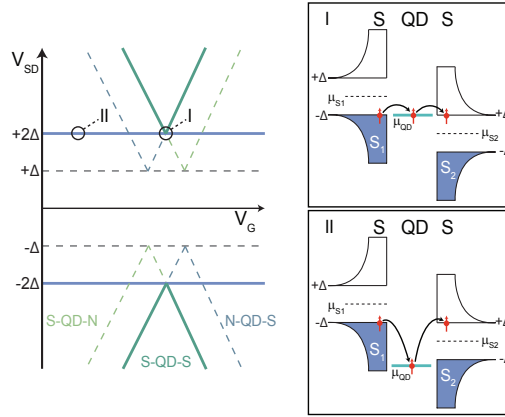 V_SD
+2Δ
+Δ
-Δ
-2Δ
II
I
V_G
S-QD-N
N-QD-S
S-QD-S
I
S QD S
+Δ
μ_S1
-Δ
μ_QD
S_1
+Δ
μ_S2
-Δ
S_2
II
S QD S
+Δ
μ_S1
-Δ
S_1
μ_QD
+Δ
μ_S2
-Δ
S_2